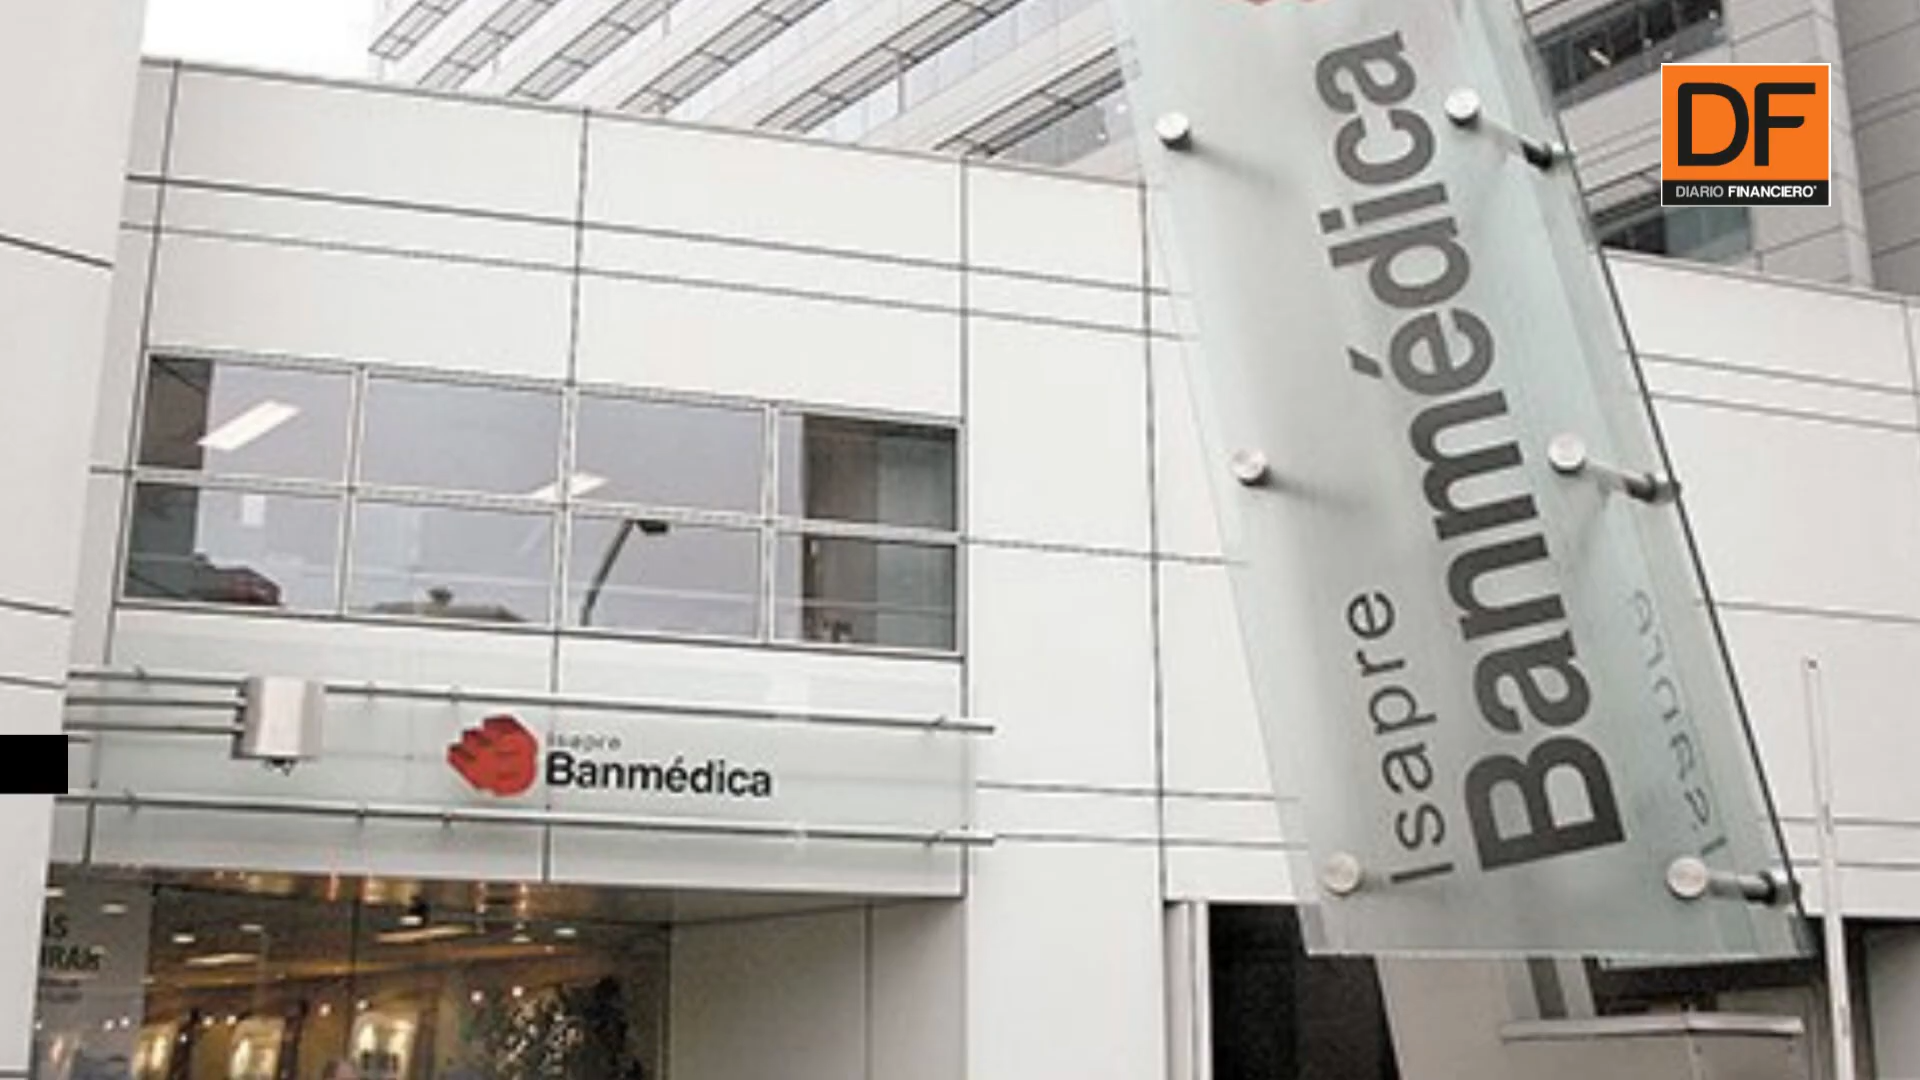 DF
DIARIO FINANCIERO
isapre
Banmédica
isapre
Banmédica